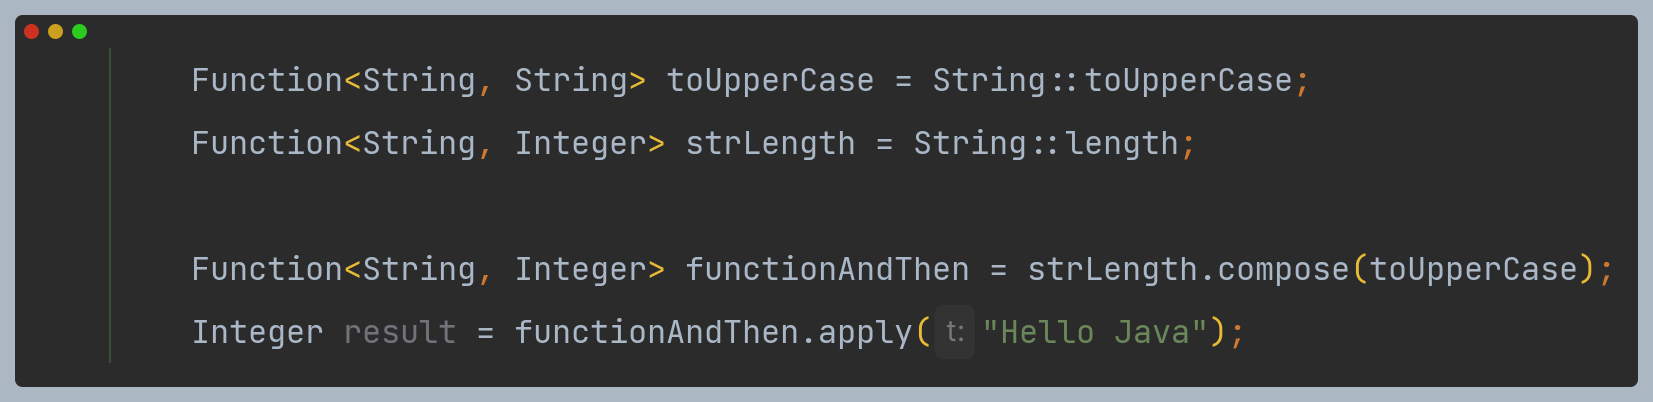 Function<String, String> toUpperCase = String::toUpperCase;
Function<String, Integer> strLength = String::length;
Function<String, Integer> functionAndThen = strLength.compose(toUpperCase);
Integer result = functionAndThen.apply( t: "Hello Java");